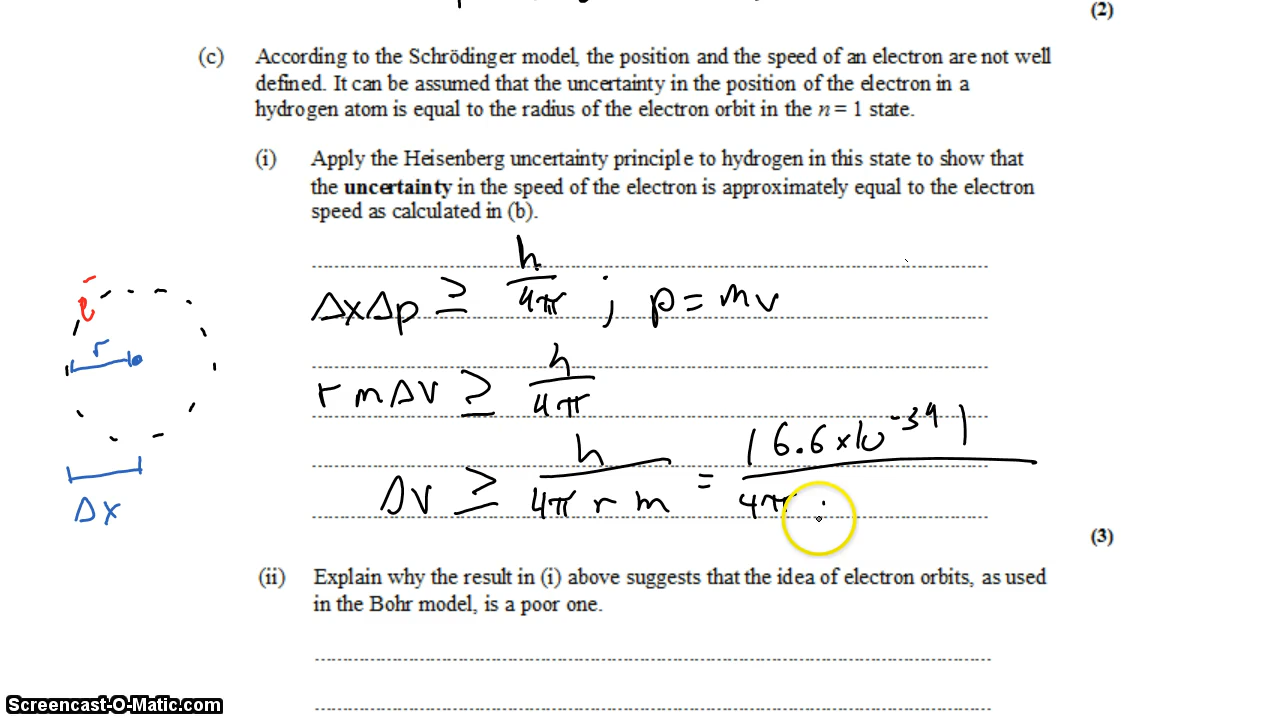 (2)
(c) According to the Schrödinger model, the position and the speed of an electron are not well
defined. It can be assumed that the uncertainty in the position of the electron in a
hydrogen atom is equal to the radius of the electron orbit in the n = 1 state.
(i) Apply the Heisenberg uncertainty principle to hydrogen in this state to show that
the uncertainty in the speed of the electron is approximately equal to the electron
speed as calculated in (b).
ΔxΔp ≥ h/4π ; p = mv
e⁻
r
r m Δv ≥ h/4π
Δv ≥ h/4π r m = (6.6×10⁻³⁴)/4π
Δx
(3)
(ii) Explain why the result in (i) above suggests that the idea of electron orbits, as used
in the Bohr model, is a poor one.
Screencast-O-Matic.com